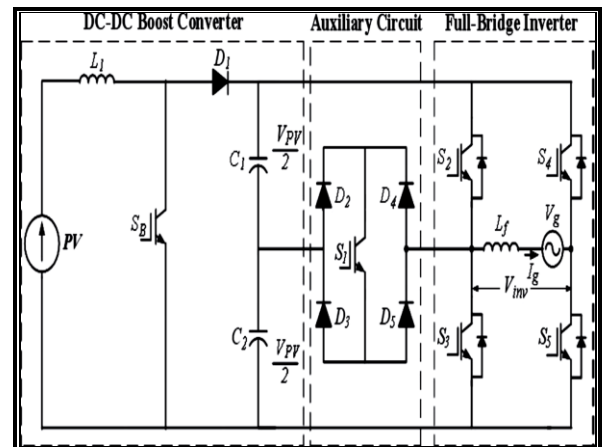 DC-DC Boost Converter
Auxiliary Circuit
Full-Bridge Inverter
L1
D1
C1
VPV
2
SB
PV
C2
VPV
2
D2
D4
S1
D3
D5
S2
S4
Lf
Vg
Ig
Vinv
S3
S5